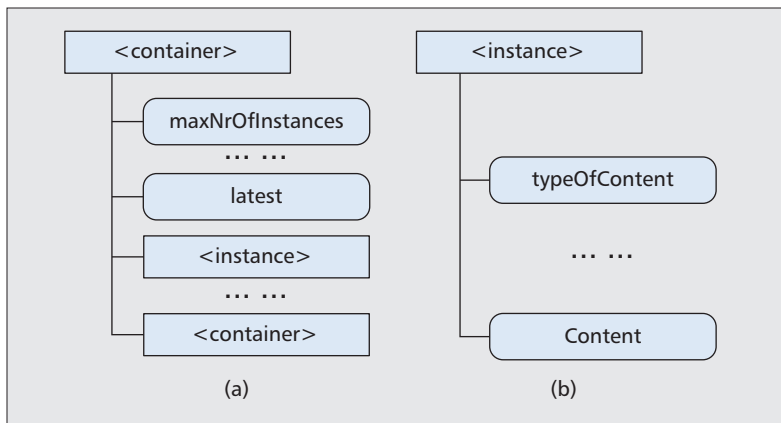 <container>
maxNrOfInstances
... ...
latest
<instance>
... ...
<container>
(a)
<instance>
typeOfContent
... ...
Content
(b)